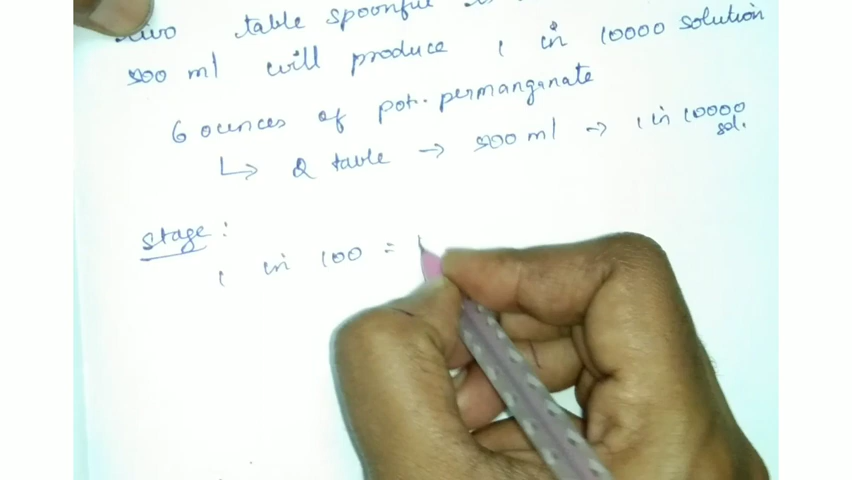 table spoonful
500 ml will produce 1 in 10000 solution
6 ounces of pot. permanganate
↳ 2 table → 500 ml → 1 in 10000
sol.
Stage :
1 in 100 =